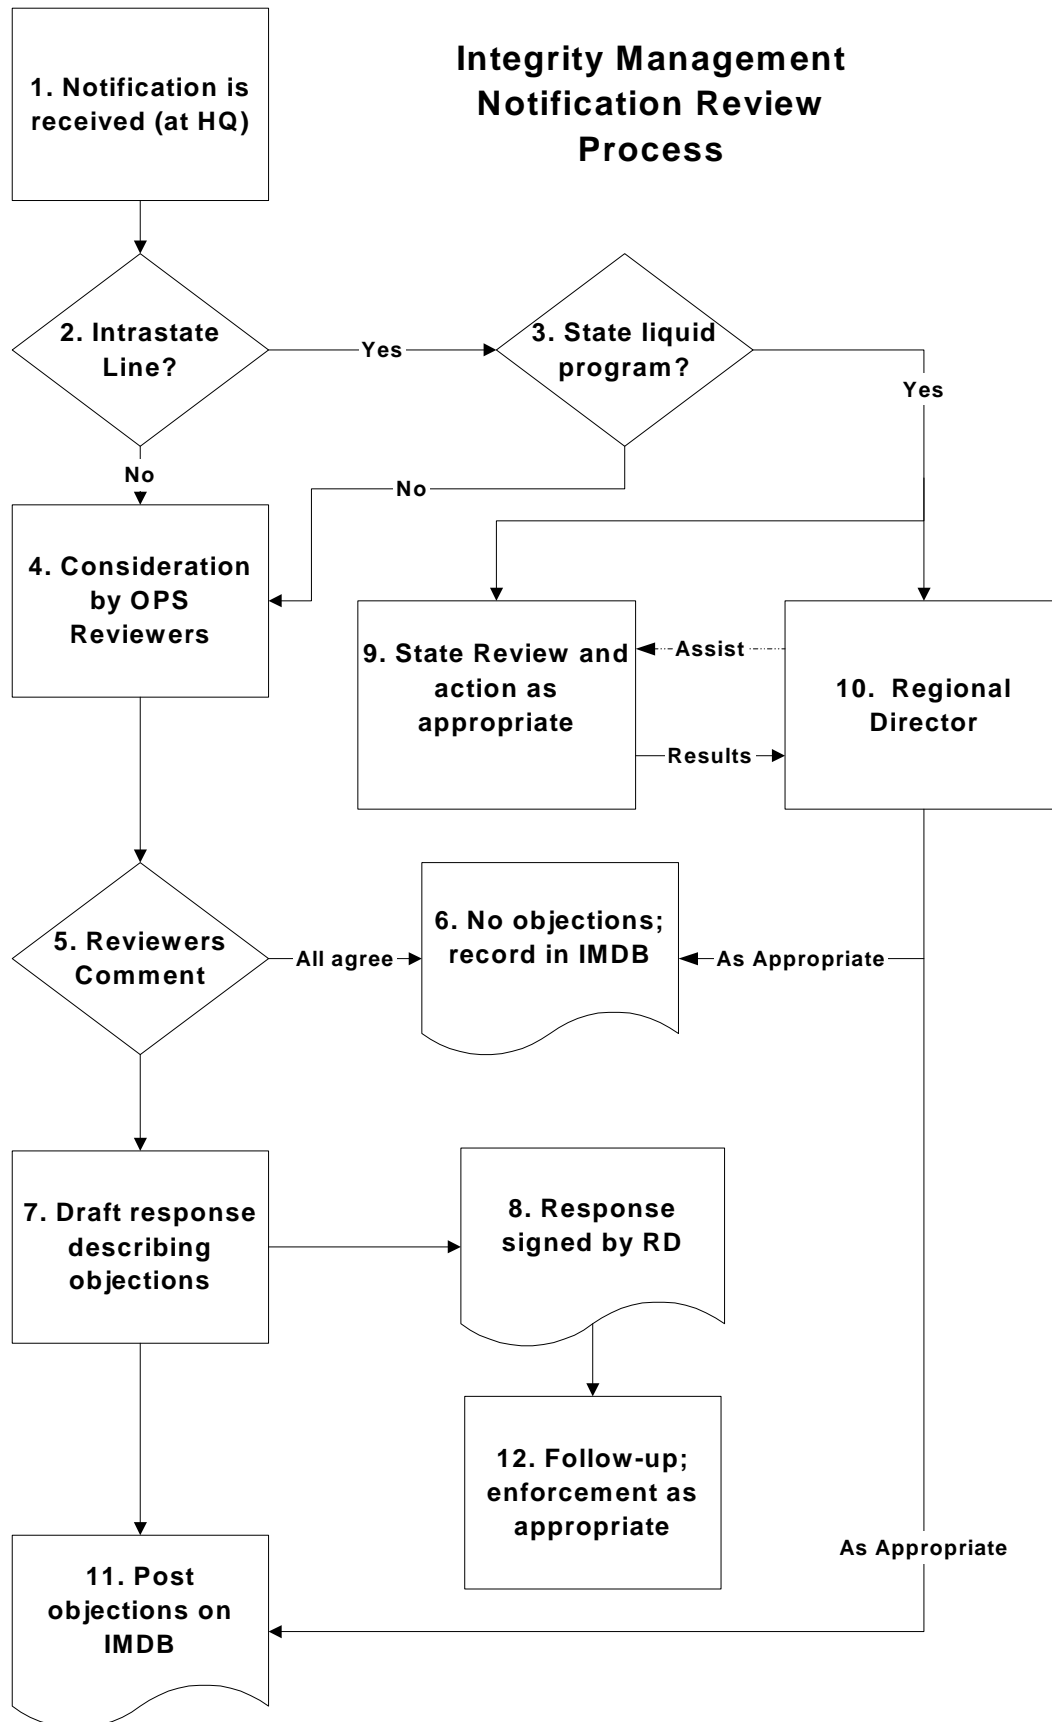 Integrity Management
Notification Review
Process
1. Notification is
received (at HQ)
2. Intrastate
Line?
Yes
3. State liquid
program?
Yes
No
No
4. Consideration
by OPS
Reviewers
9. State Review and
action as
appropriate
Assist
Results
10. Regional
Director
5. Reviewers
Comment
All agree
6. No objections;
record in IMDB
As Appropriate
7. Draft response
describing
objections
8. Response
signed by RD
12. Follow-up;
enforcement as
appropriate
As Appropriate
11. Post
objections on
IMDB